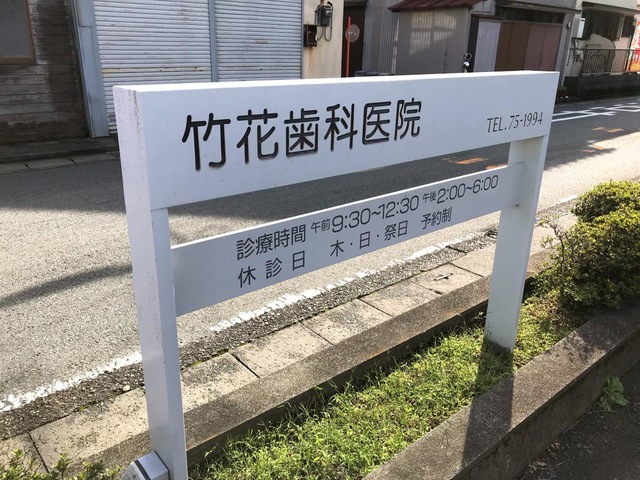 竹花歯科医院
TEL.75-1994
診療時間 午前9:30~12:30 午後2:00~6:00
休診日 木・日・祭日 予約制